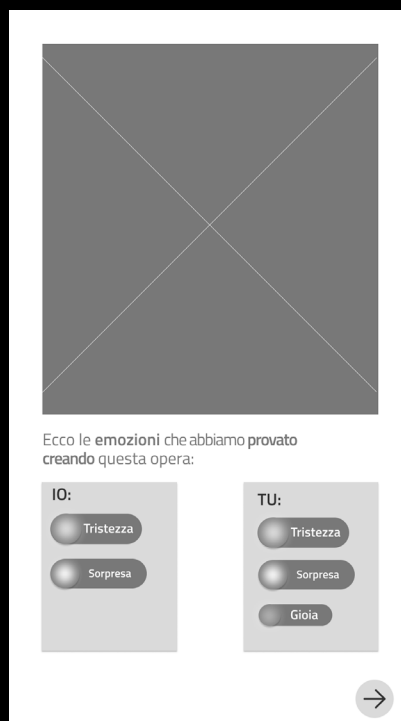 Ecco le emozioni che abbiamo provato
creando questa opera:
IO:
Tristezza
Sorpresa
TU:
Tristezza
Sorpresa
Gioia